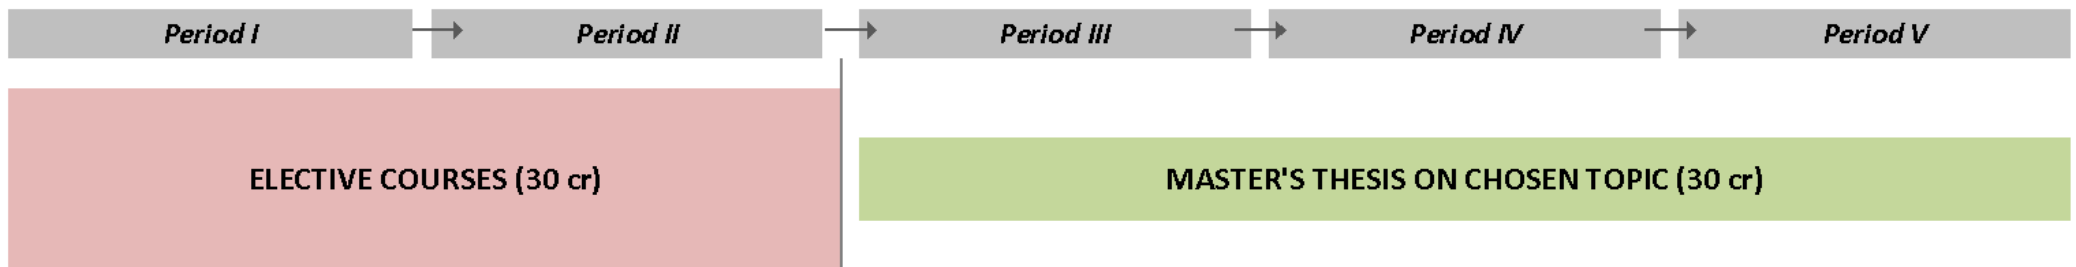 Period I
Period II
Period III
Period IV
Period V
ELECTIVE COURSES (30 cr)
MASTER'S THESIS ON CHOSEN TOPIC (30 cr)